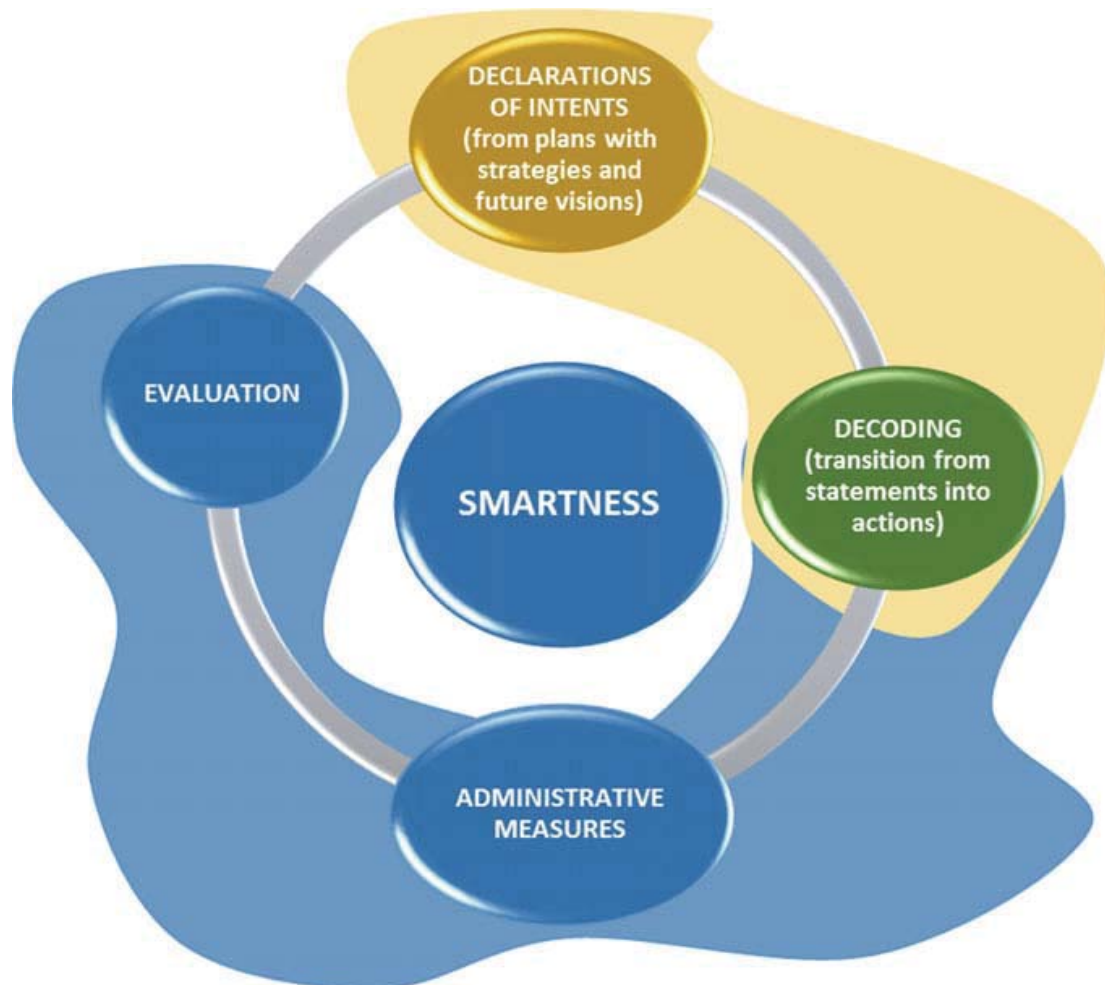 DECLARATIONS
OF INTENTS
(from plans with
strategies and
future visions)
EVALUATION
SMARTNESS
DECODING
(transition from
statements into
actions)
ADMINISTRATIVE
MEASURES